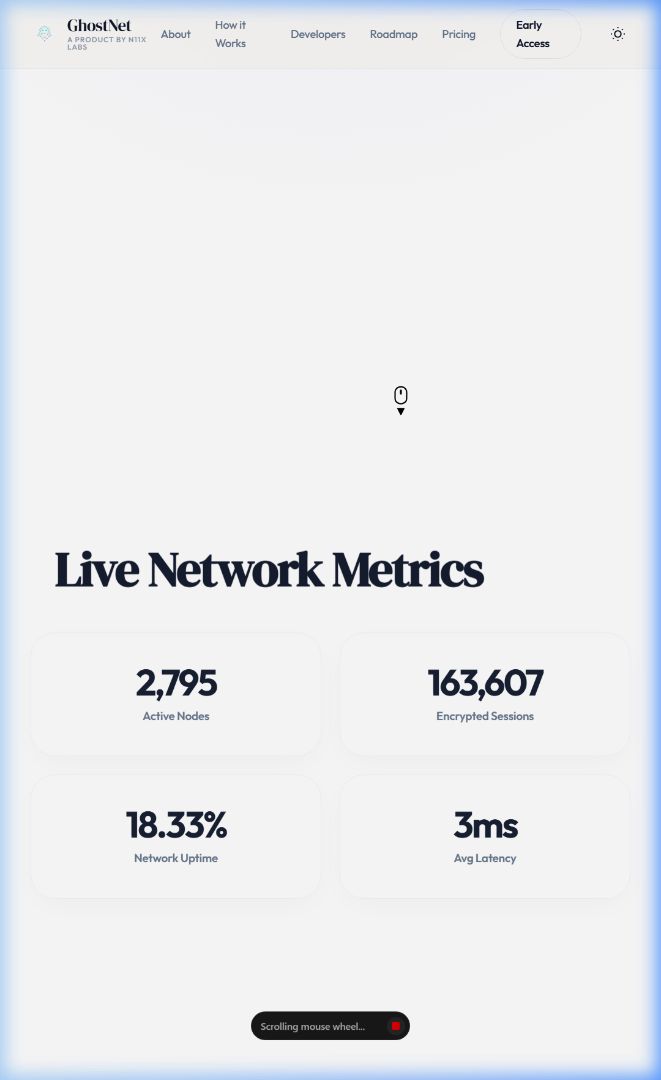 GhostNet
A PRODUCT BY N11X
LABS
About
How it
Works
Developers
Roadmap
Pricing
Early
Access
Live Network Metrics
2,795
Active Nodes
163,607
Encrypted Sessions
18.33%
Network Uptime
3ms
Avg Latency
Scrolling mouse wheel...